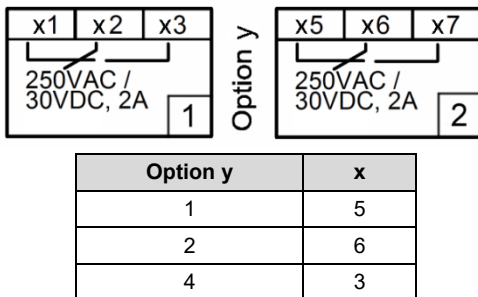 x1 x2 x3
250VAC /
30VDC, 2A
1
Option y
x5 x6 x7
250VAC /
30VDC, 2A
2
Option y x
1 5
2 6
4 3